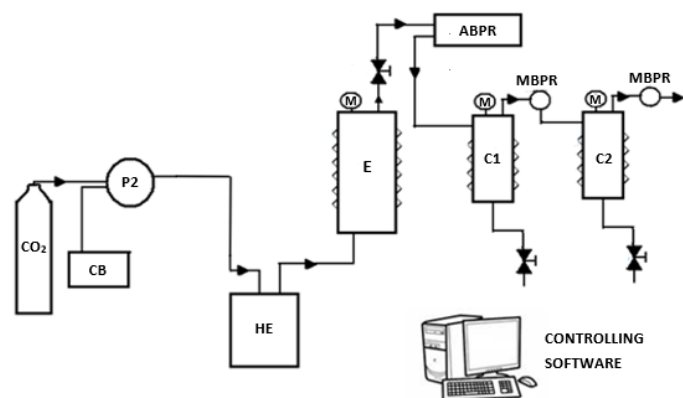 ABPR
MBPR
MBPR
M
M
M
E
C1
C2
P2
CO₂
CB
HE
CONTROLLING
SOFTWARE